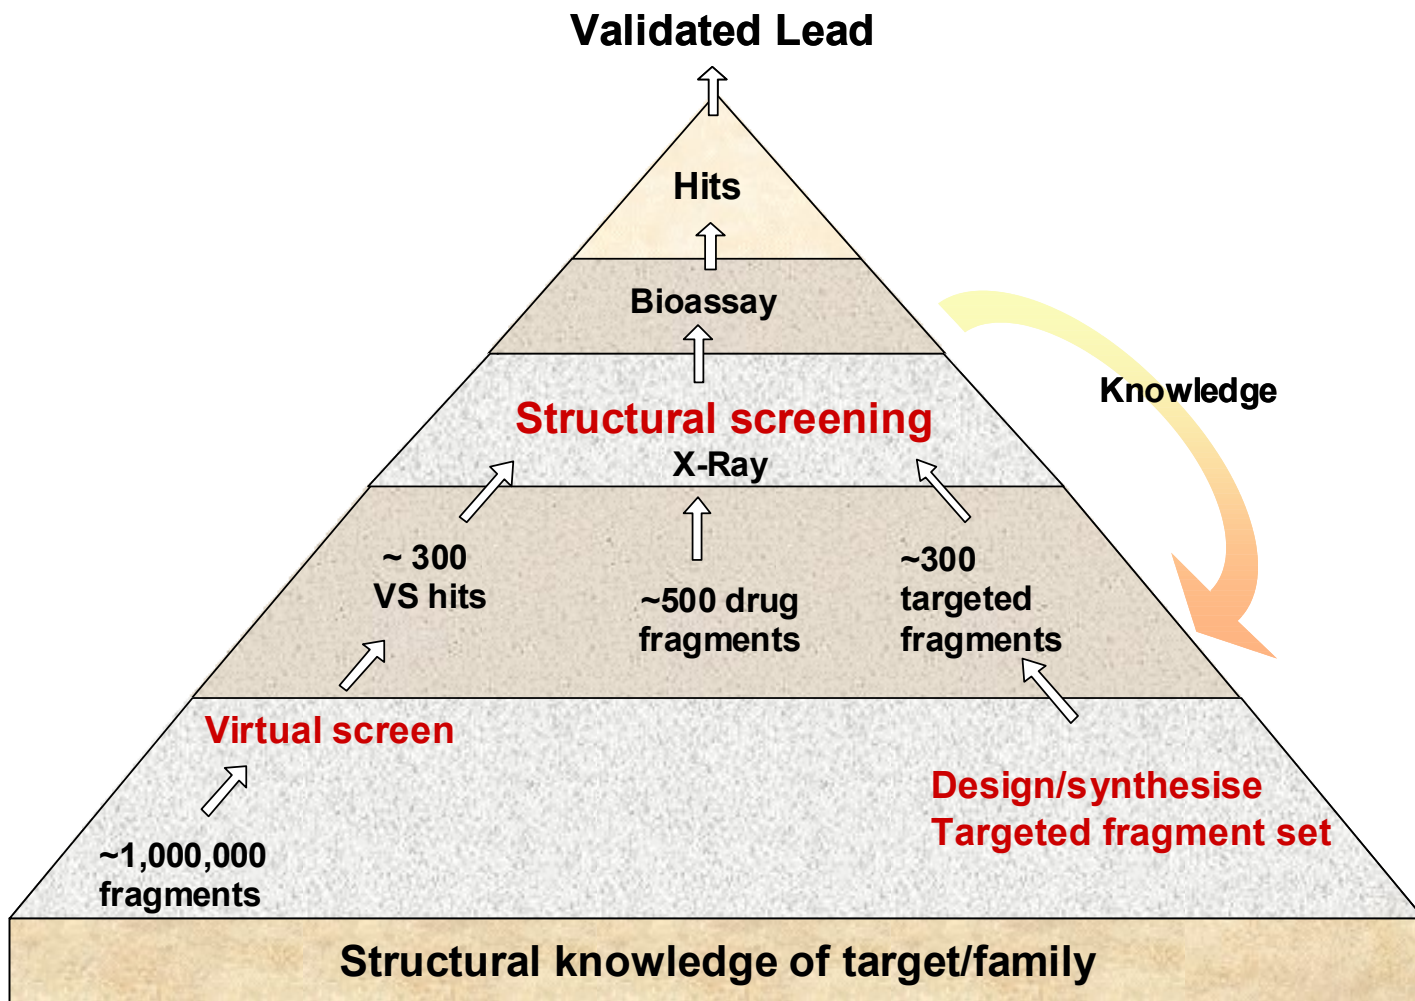 Validated Lead
Hits
Bioassay
Knowledge
Structural screening
X-Ray
~ 300
VS hits
~500 drug
fragments
~300
targeted
fragments
Virtual screen
Design/synthesise
Targeted fragment set
~1,000,000
fragments
Structural knowledge of target/family